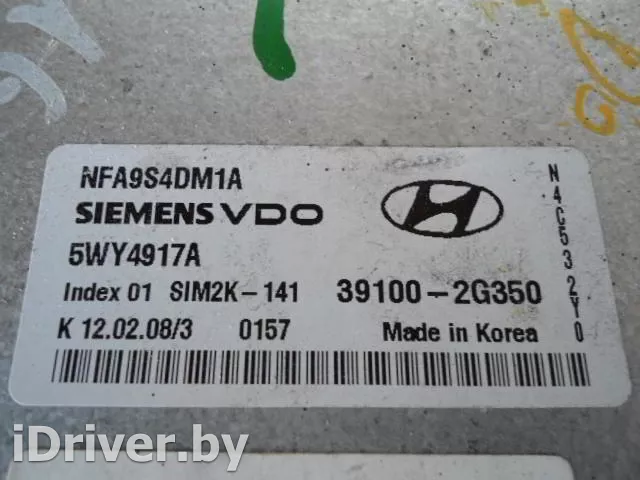 NFA9S4DM1A
SIEMENS VDO
5WY4917A
Index 01 SIM2K-141 39100-2G350
K 12.02.08/3 0157 Made in Korea
N4C532Y0
iDriver.by